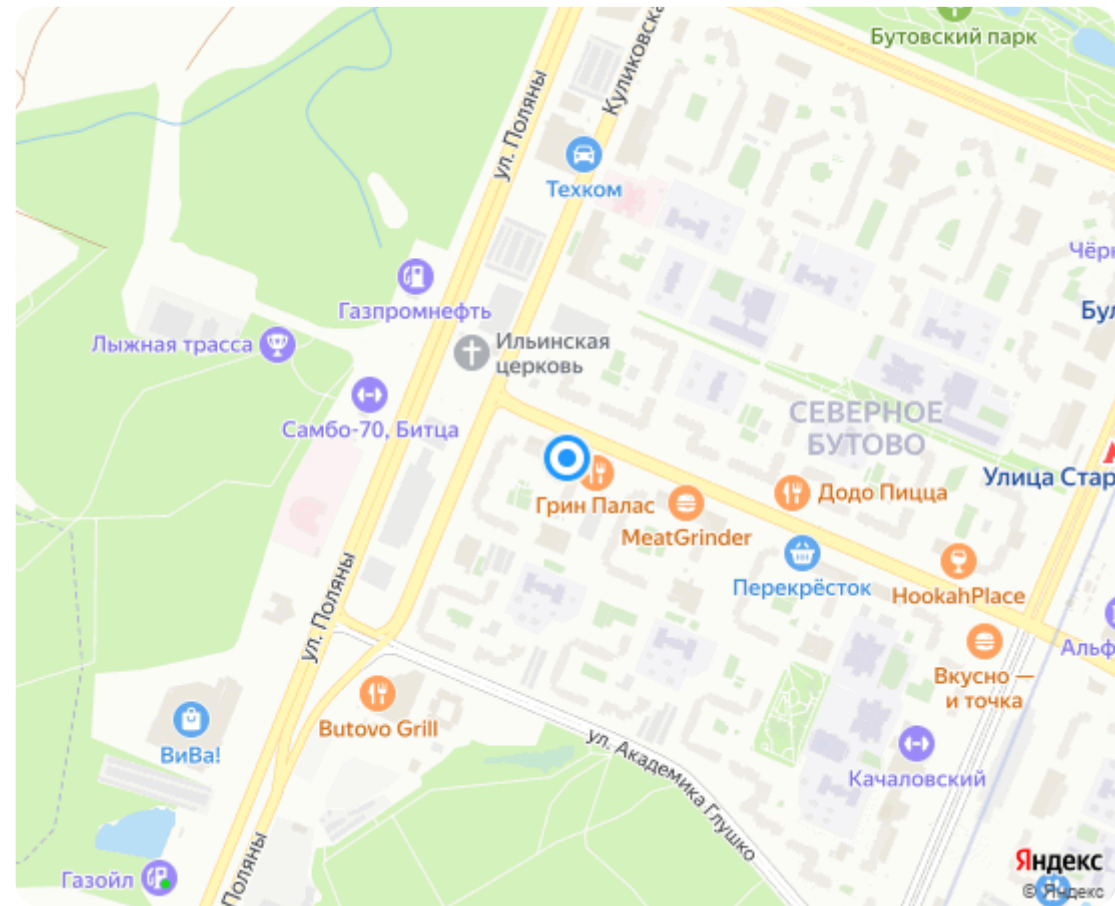 Бутовский парк
Куликовска
ул. Поляны
Техком
Чёрн
Газпромнефть
Бул
Лыжная трасса
Ильинская
церковь
Самбо-70, Битца
СЕВЕРНОЕ
БУТОВО
Улица Стар
Додо Пицца
Грин Палас
MeatGrinder
Перекрёсток
HookahPlace
ул. Поляны
Альф
Вкусно —
и точка
Butovo Grill
ВиВа!
ул. Академика Глушко
Качаловский
Поляны
Газойл
Яндекс
© Яндекс